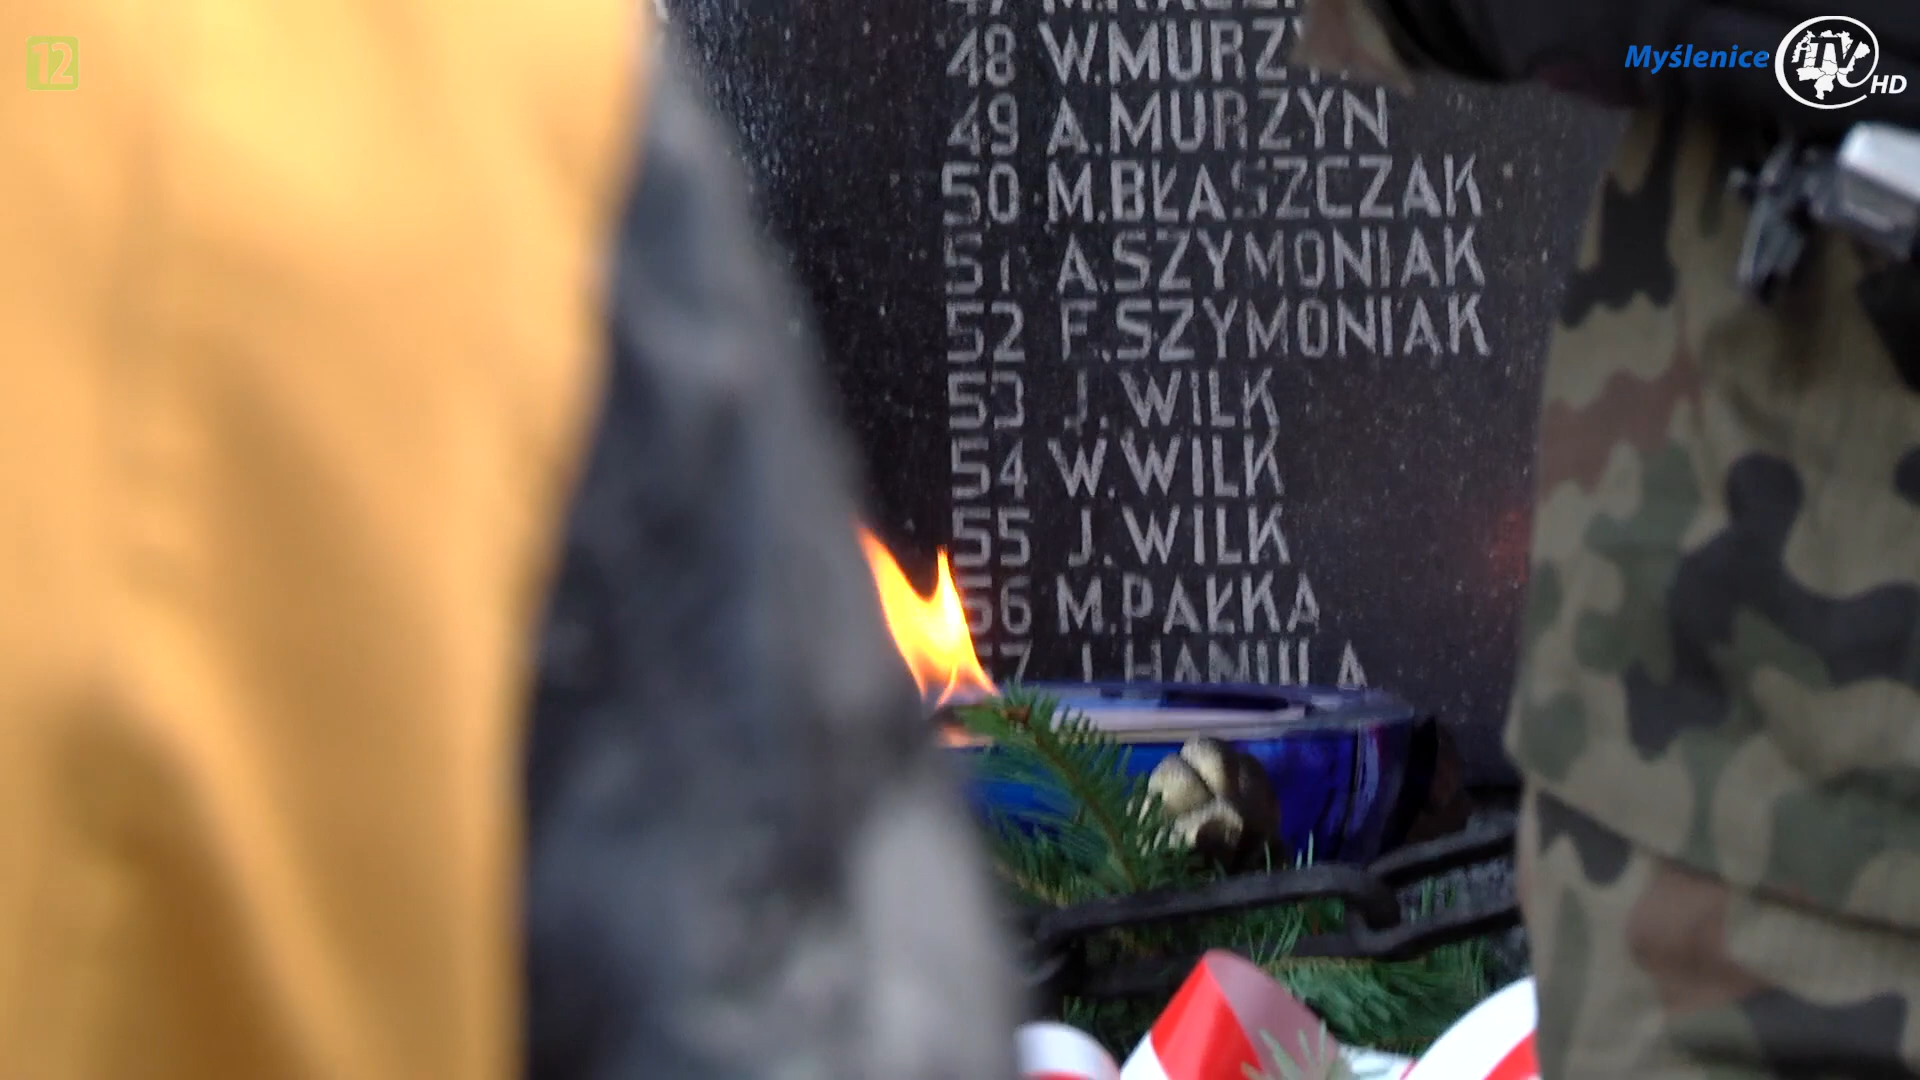 12
Myślenice iTV HD
48 W.MURZY
49 A.MURZYN
50 M.BŁASZCZAK
51 A.SZYMONIAK
52 F.SZYMONIAK
53 J.WILK
54 W.WILK
55 J.WILK
56 M.PAŁKA